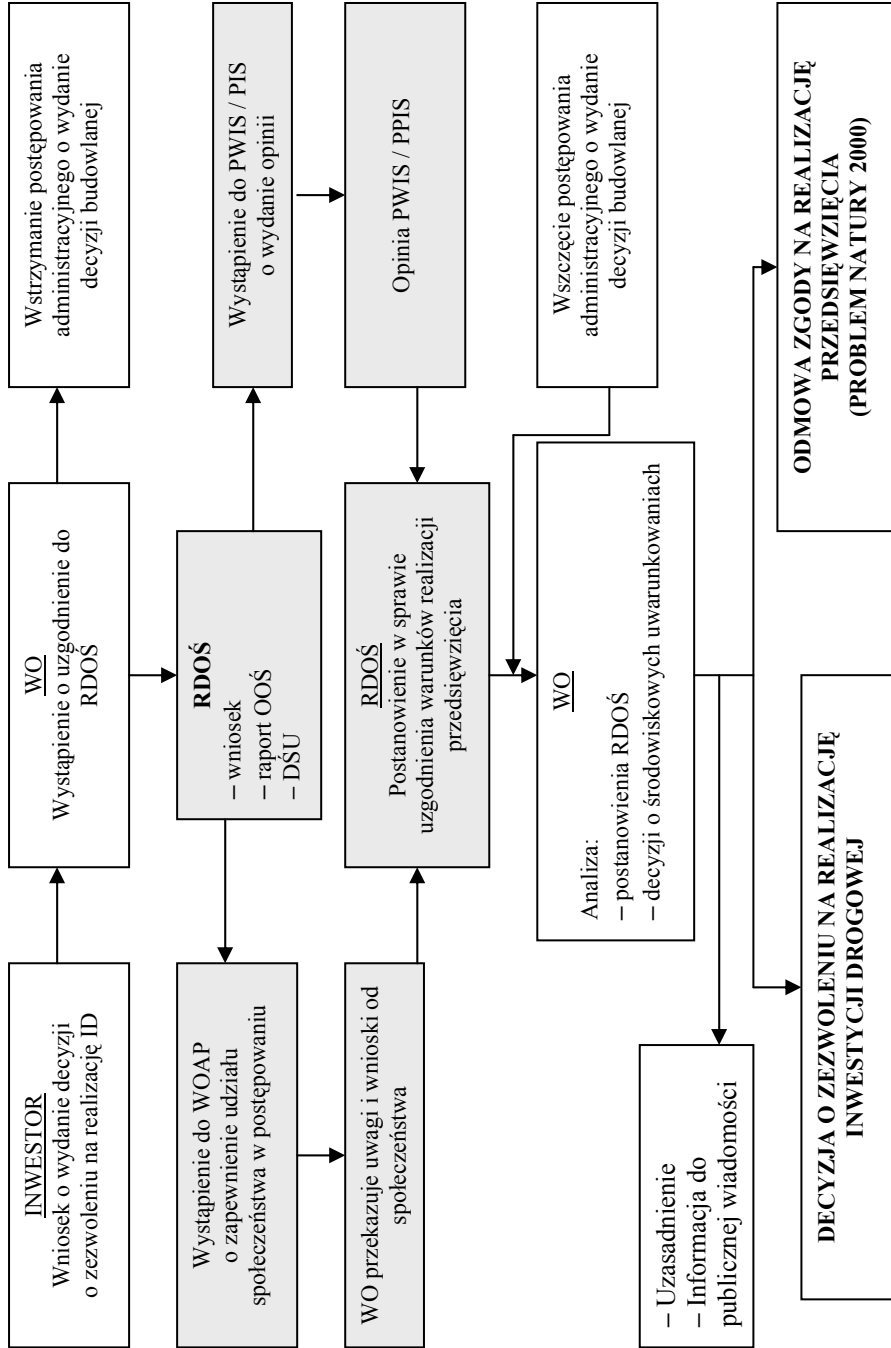 INWESTOR
Wniosek o wydanie decyzji
o zezwoleniu na realizację ID
WO
Wystąpienie o uzgodnienie do
RDOŚ
Wstrzymanie postępowania
administracyjnego o wydanie
decyzji budowlanej
Wystąpienie do WOAP
o zapewnienie udziału
społeczeństwa w postępowaniu
RDOŚ
– wniosek
– raport OOŚ
– DŚU
Wystąpienie do PWIS / PIS
o wydanie opinii
WO przekazuje uwagi i wnioski od
społeczeństwa
RDOŚ
Postanowienie w sprawie
uzgodnienia warunków realizacji
przedsięwzięcia
Opinia PWIS / PPIS
WO
Analiza:
– postanowienia RDOŚ
– decyzji o środowiskowych uwarunkowaniach
Wszczęcie postępowania
administracyjnego o wydanie
decyzji budowlanej
– Uzasadnienie
– Informacja do
publicznej wiadomości
DECYZJA O ZEZWOLENIU NA REALIZACJĘ
INWESTYCJI DROGOWEJ
ODMOWA ZGODY NA REALIZACJĘ
PRZEDSIĘWZIĘCIA
(PROBLEM NATURY 2000)